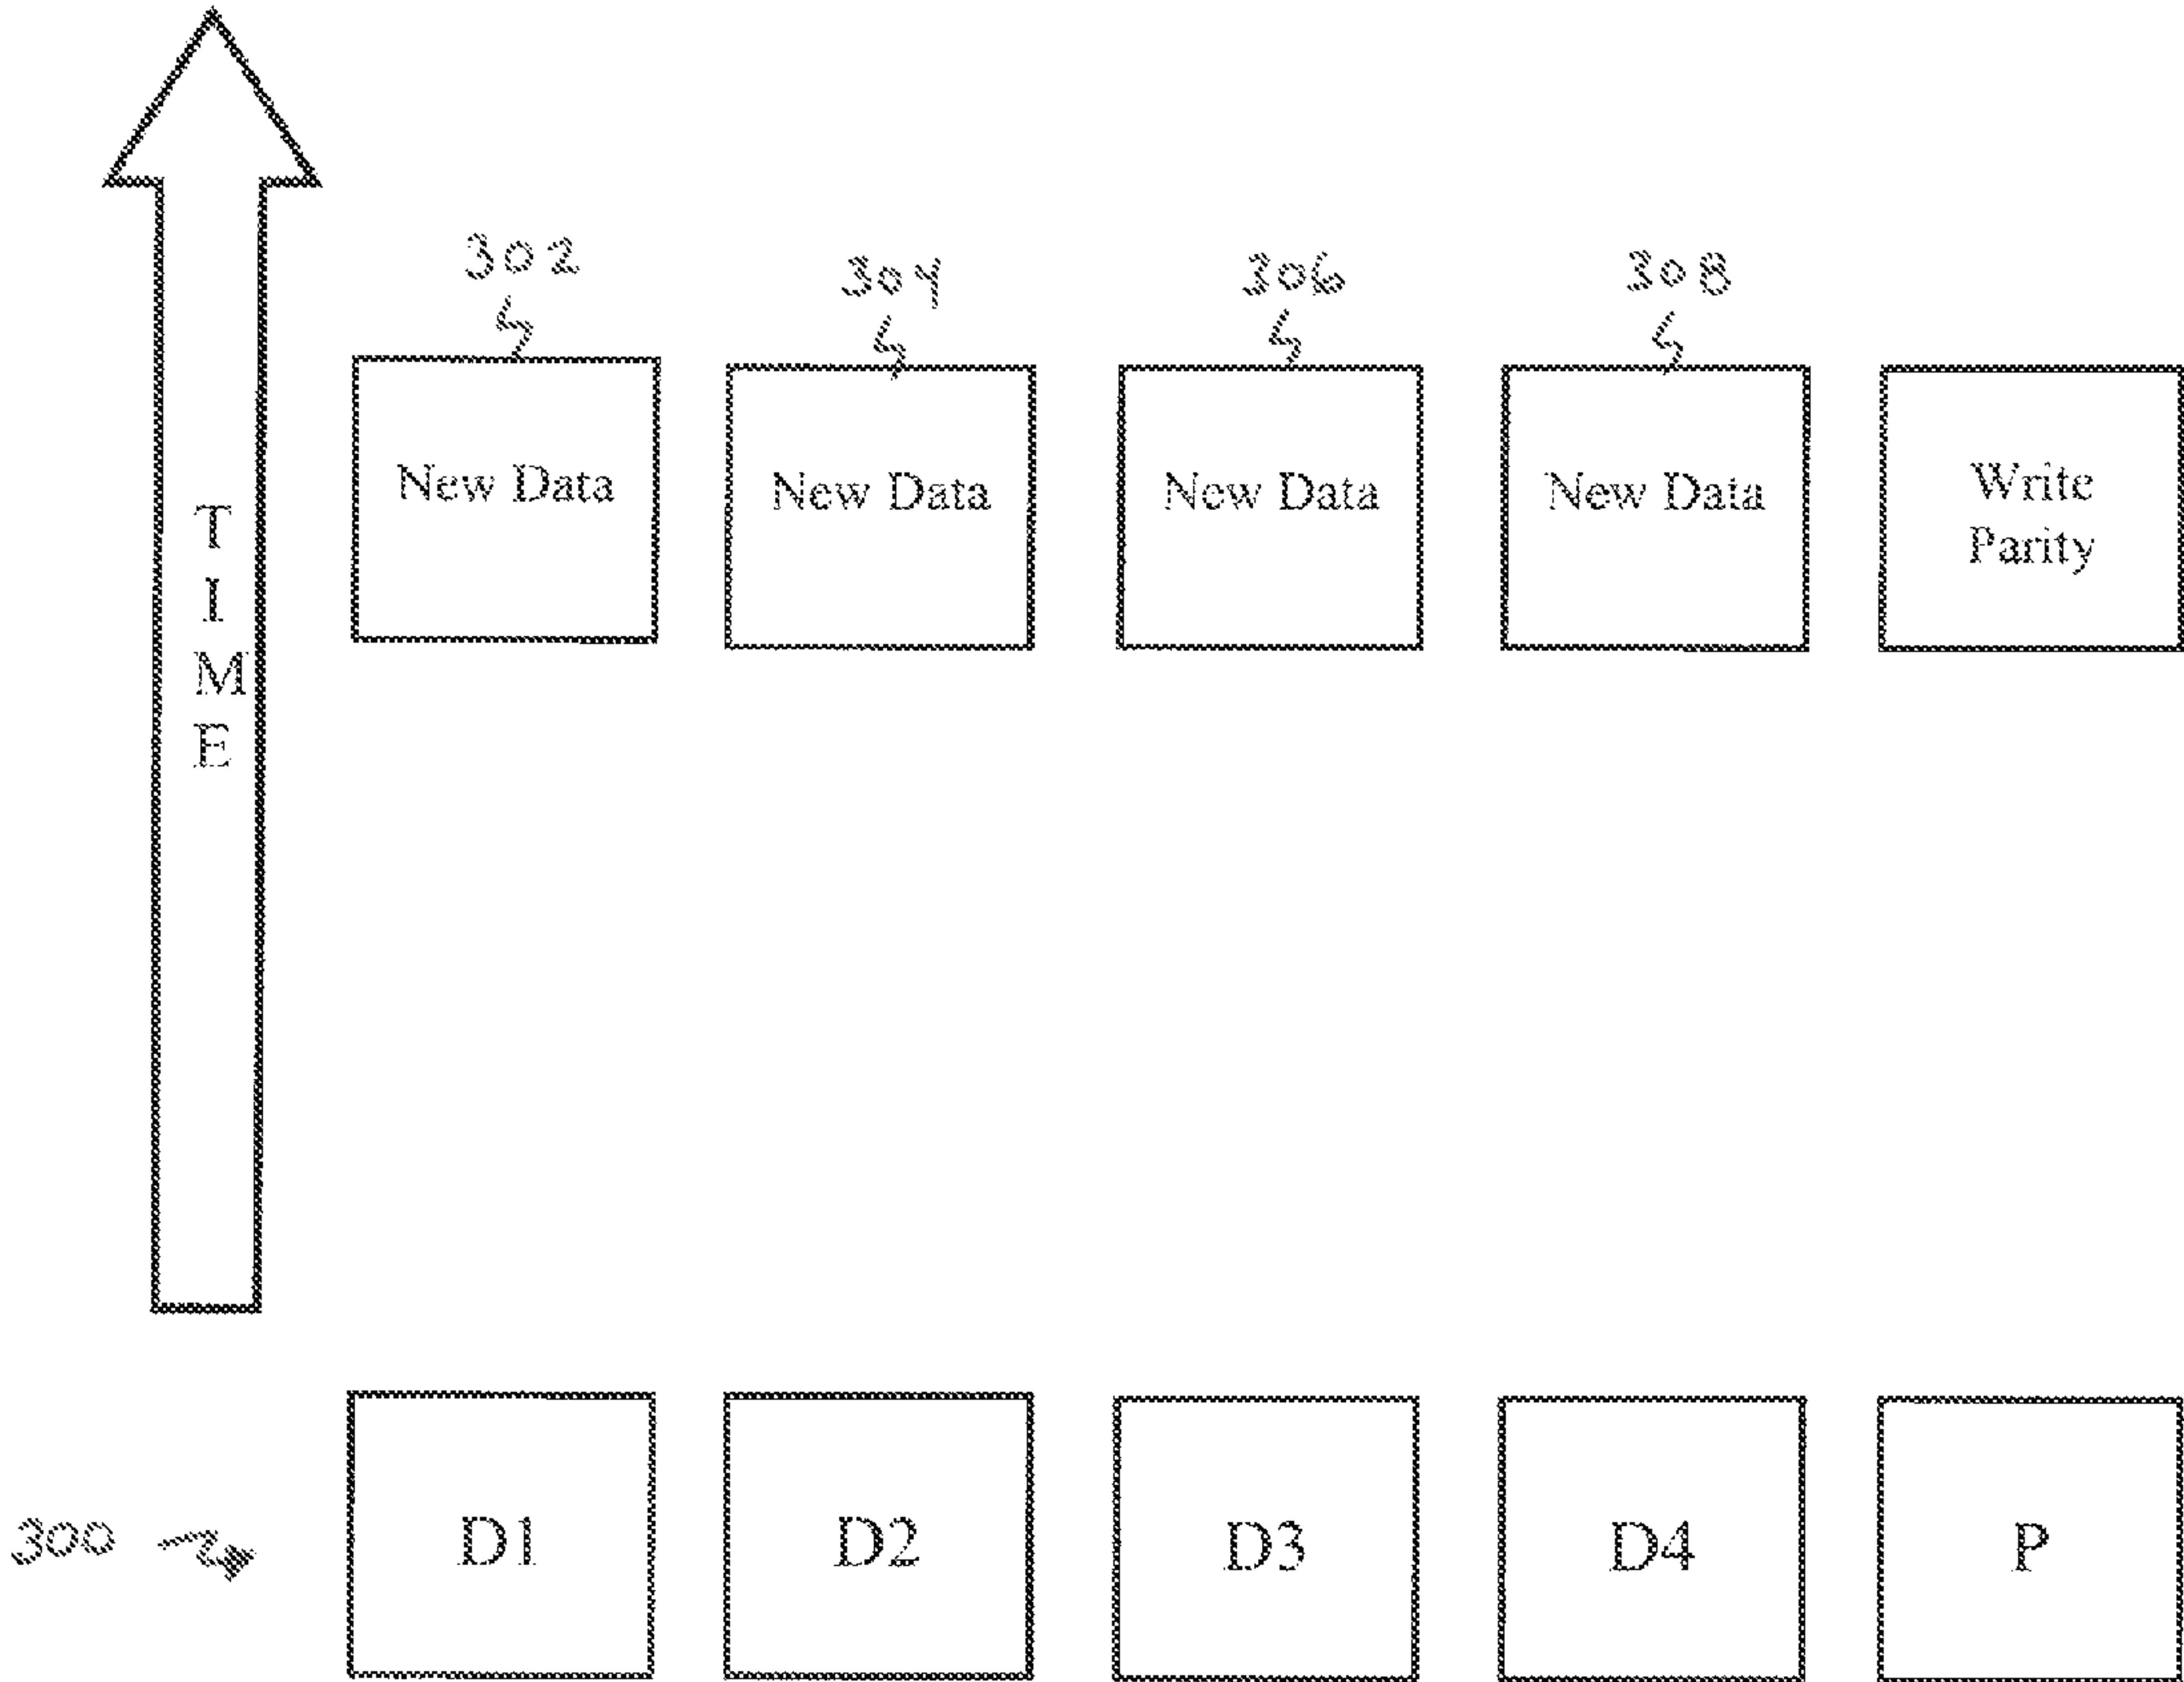 302 304 306 308
New Data New Data New Data New Data Write
Parity
T
I
M
E
300 D1 D2 D3 D4 P